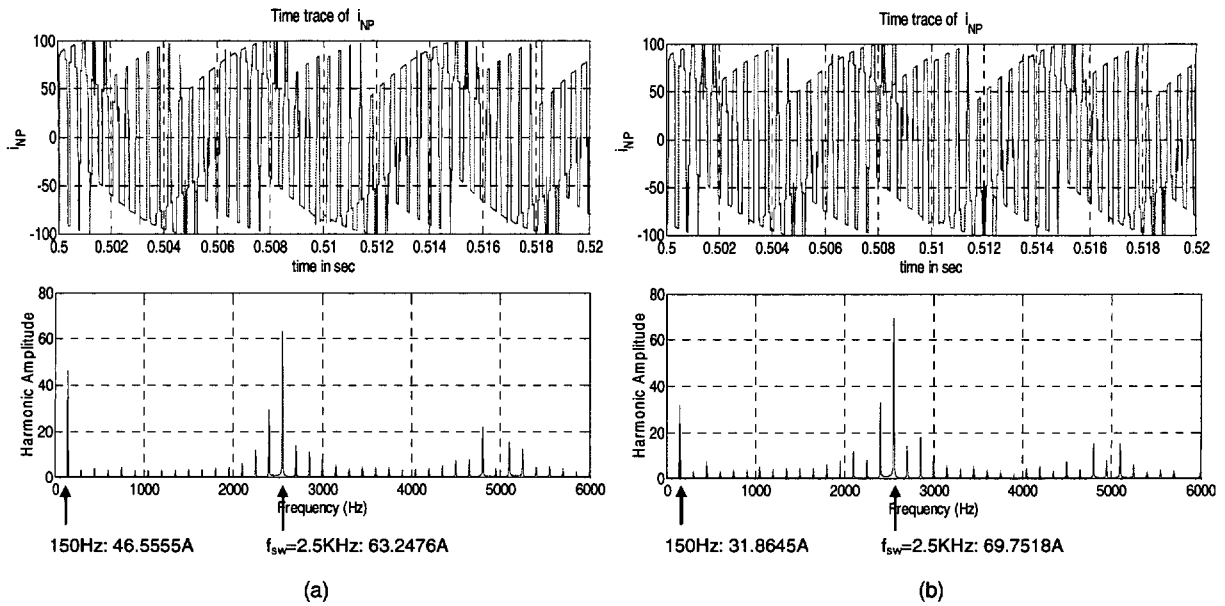 Time trace of i_NP
i_NP
100
50
0
-50
-100
0.5 0.502 0.504 0.506 0.508 0.51 0.512 0.514 0.516 0.518 0.52
time in sec
Harmonic Amplitude
80
60
40
20
0
0 1000 2000 3000 4000 5000 6000
Frequency (Hz)
150Hz: 46.5555A
f_sw=2.5KHz: 63.2476A
(a)
Time trace of i_NP
i_NP
100
50
0
-50
-100
0.5 0.502 0.504 0.506 0.508 0.51 0.512 0.514 0.516 0.518 0.52
time in sec
Harmonic Amplitude
80
60
40
20
0
0 1000 2000 3000 4000 5000 6000
Frequency (Hz)
150Hz: 31.8645A
f_sw=2.5KHz: 69.7518A
(b)